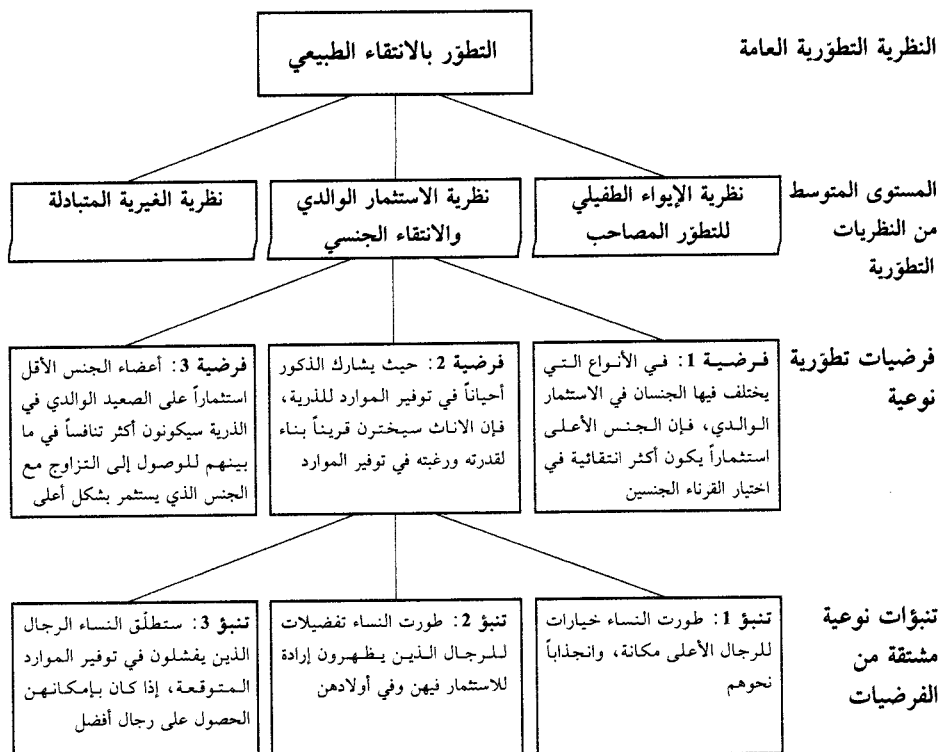 النظرية التطوّرية العامة
التطوّر بالانتقاء الطبيعي
المستوى المتوسط
من النظريات
التطوّرية
نظرية الإيواء الطفيلي
للتطوّر المصاحب
نظرية الاستثمار الوالدي
والانتقاء الجنسي
نظرية الغيرية المتبادلة
فرضيات تطوّرية
نوعية
فرضية 1: في الأنواع التي
يختلف فيها الجنسان في الاستثمار
الوالدي، فإن الجنس الأعلى
استثماراً يكون أكثر انتقائية في
اختيار القرناء الجنسين
فرضية 2: حيث يشارك الذكور
أحياناً في توفير الموارد للذرية،
فإن الاناث سيخترن قريناً بناء
لقدرته ورغبته في توفير الموارد
فرضية 3: أعضاء الجنس الأقل
استثماراً على الصعيد الوالدي في
الذرية سيكونون أكثر تنافساً في ما
بينهم للوصول إلى التزاوج مع
الجنس الذي يستثمر بشكل أعلى
تنبؤات نوعية
مشتقة من
الفرضيات
تنبؤ 1: طورت النساء خيارات
للرجال الأعلى مكانة، وانجذاباً
نحوهم
تنبؤ 2: طورت النساء تفضيلات
للرجال الذين يظهرون إرادة
للاستثمار فيهن وفي أولادهن
تنبؤ 3: ستطلّق النساء الرجال
الذين يفشلون في توفير الموارد
المتوقعة، إذا كان بإمكانهن
الحصول على رجال أفضل